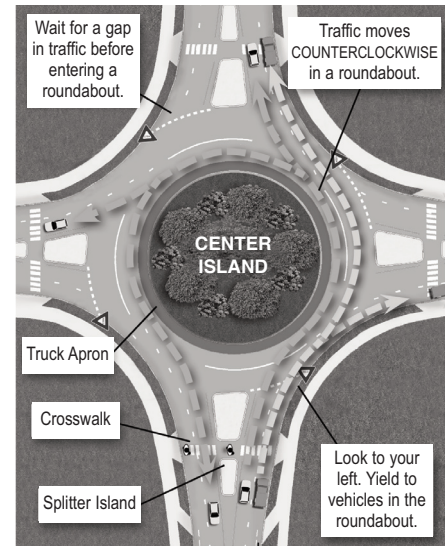 Wait for a gap
in traffic before
entering a
roundabout.
Traffic moves
COUNTERCLOCKWISE
in a roundabout.
CENTER
ISLAND
Truck Apron
Crosswalk
Splitter Island
Look to your
left. Yield to
vehicles in the
roundabout.